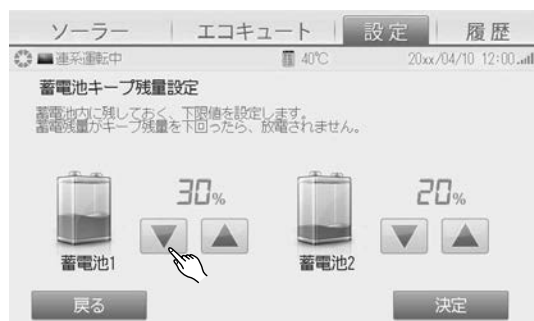 ソーラー エコキュート 設定 履歴
連系運転中 40℃ 20xx/04/10 12:00
蓄電池キープ残量設定
蓄電池内に残しておく、下限値を設定します。
蓄電残量がキープ残量を下回ったら、放電されません。
30% 20%
蓄電池1 蓄電池2
戻る 決定